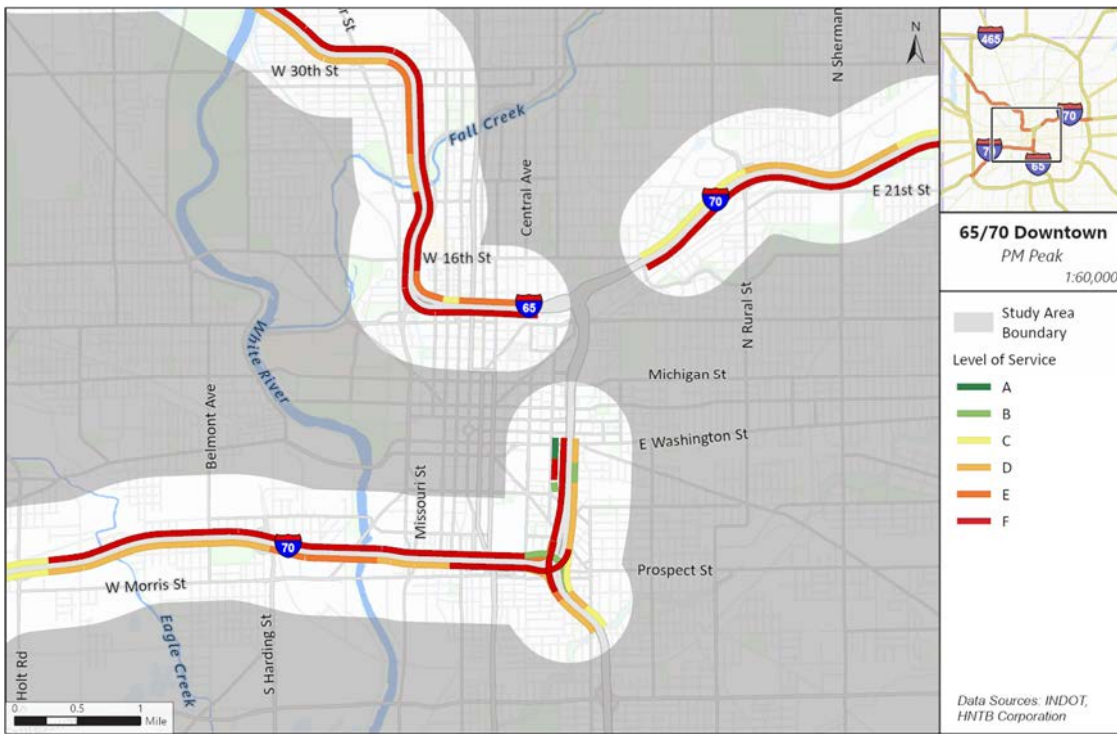 er St
W 30th St
Fall Creek
Central Ave
N Sherman
70
E 21st St
W 16th St
65
N Rural St
White River
Michigan St
Belmont Ave
E Washington St
Missouri St
70
Prospect St
W Morris St
Eagle Creek
S Harding St
Holt Rd
0 0.5 1
Mile
N
465
70
65
65/70 Downtown
PM Peak
1:60,000
Study Area
Boundary
Level of Service
A
B
C
D
E
F
Data Sources: INDOT,
HNTB Corporation